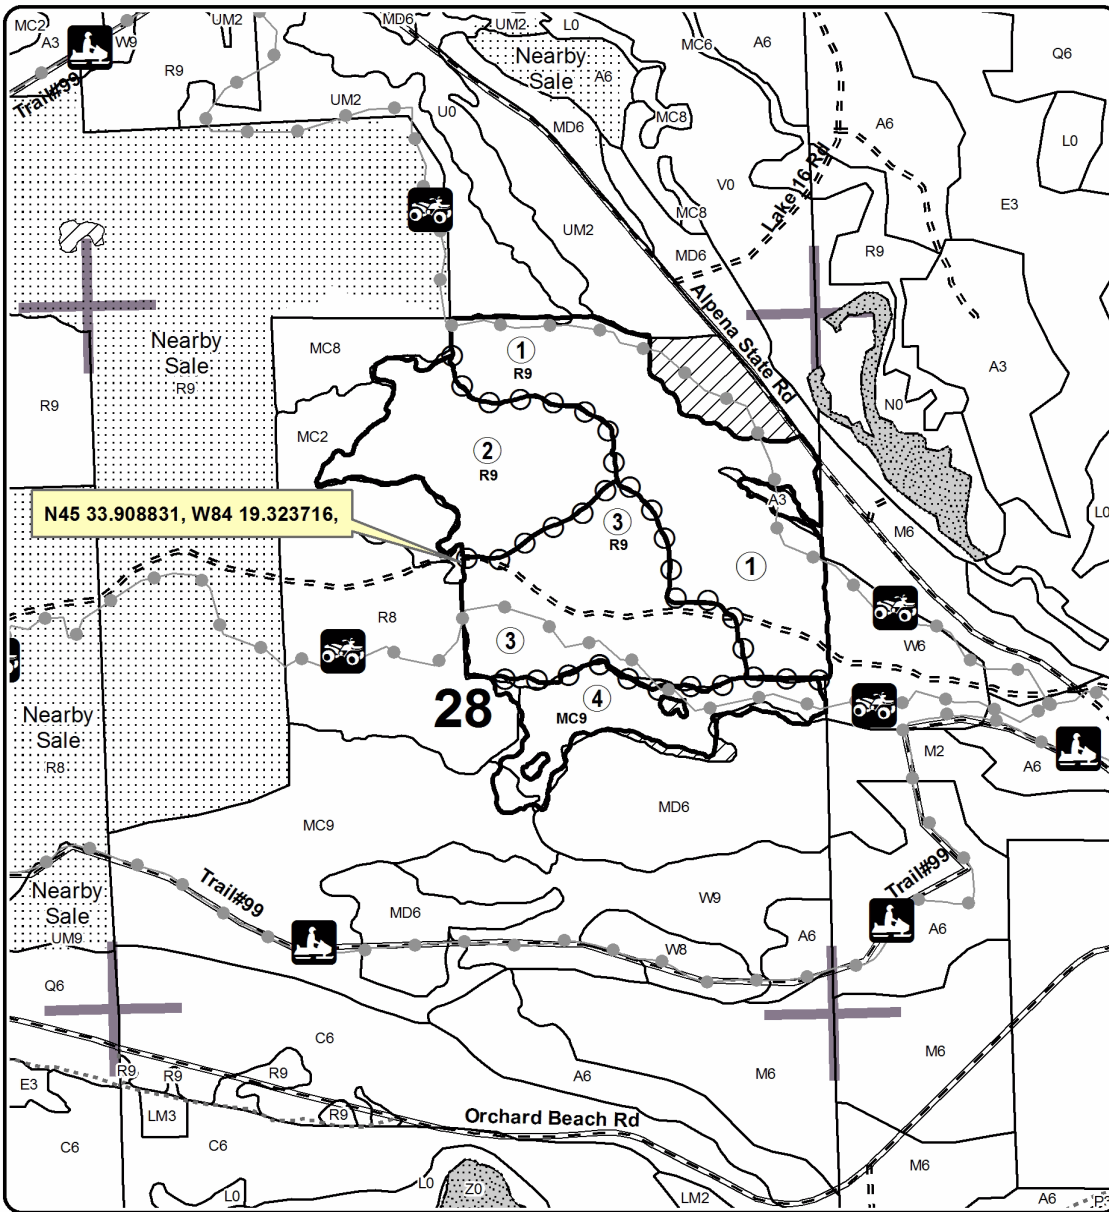 MC2
A3
W9
UM2
MD6
UM2
L0
MC6
A6
Q6
Trail#99
R9
Nearby
Sale
A6
UM2
U0
MD6
MC8
A6
L0
Lake 16 Rd
V0
E3
MC8
UM2
MD6
R9
Alpena State Rd
Nearby
Sale
R9
MC8
1
R9
A3
R9
N0
MC2
2
R9
A3
N45 33.908831, W84 19.323716,
3
R9
M6
L0
1
R8
W6
3
28
4
MC9
Nearby
Sale
R8
M2
A6
MD6
MC9
Trail#99
Trail#99
Nearby
Sale
UM9
MD6
W9
A6
A6
W8
Q6
C6
M6
A6
M6
R9
R9
R9
E3
LM3
R9
Orchard Beach Rd
C6
C6
M6
L0
L0
Z0
LM2
A6